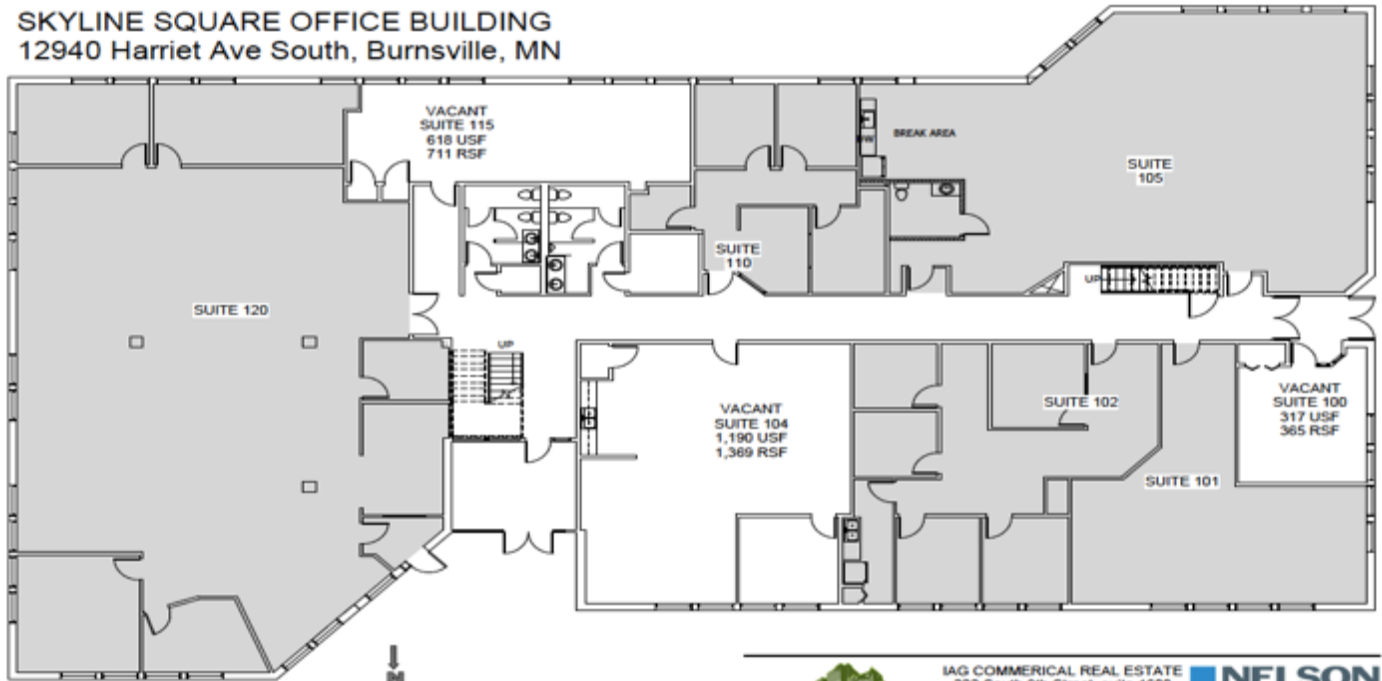 SKYLINE SQUARE OFFICE BUILDING
12940 Harriet Ave South, Burnsville, MN
VACANT
SUITE 115
618 USF
711 RSF
BREAK AREA
SUITE
105
SUITE
110
UP
SUITE 120
UP
VACANT
SUITE 104
1,190 USF
1,369 RSF
SUITE 102
VACANT
SUITE 100
317 USF
365 RSF
SUITE 101
IAG COMMERICAL REAL ESTATE
NELSON